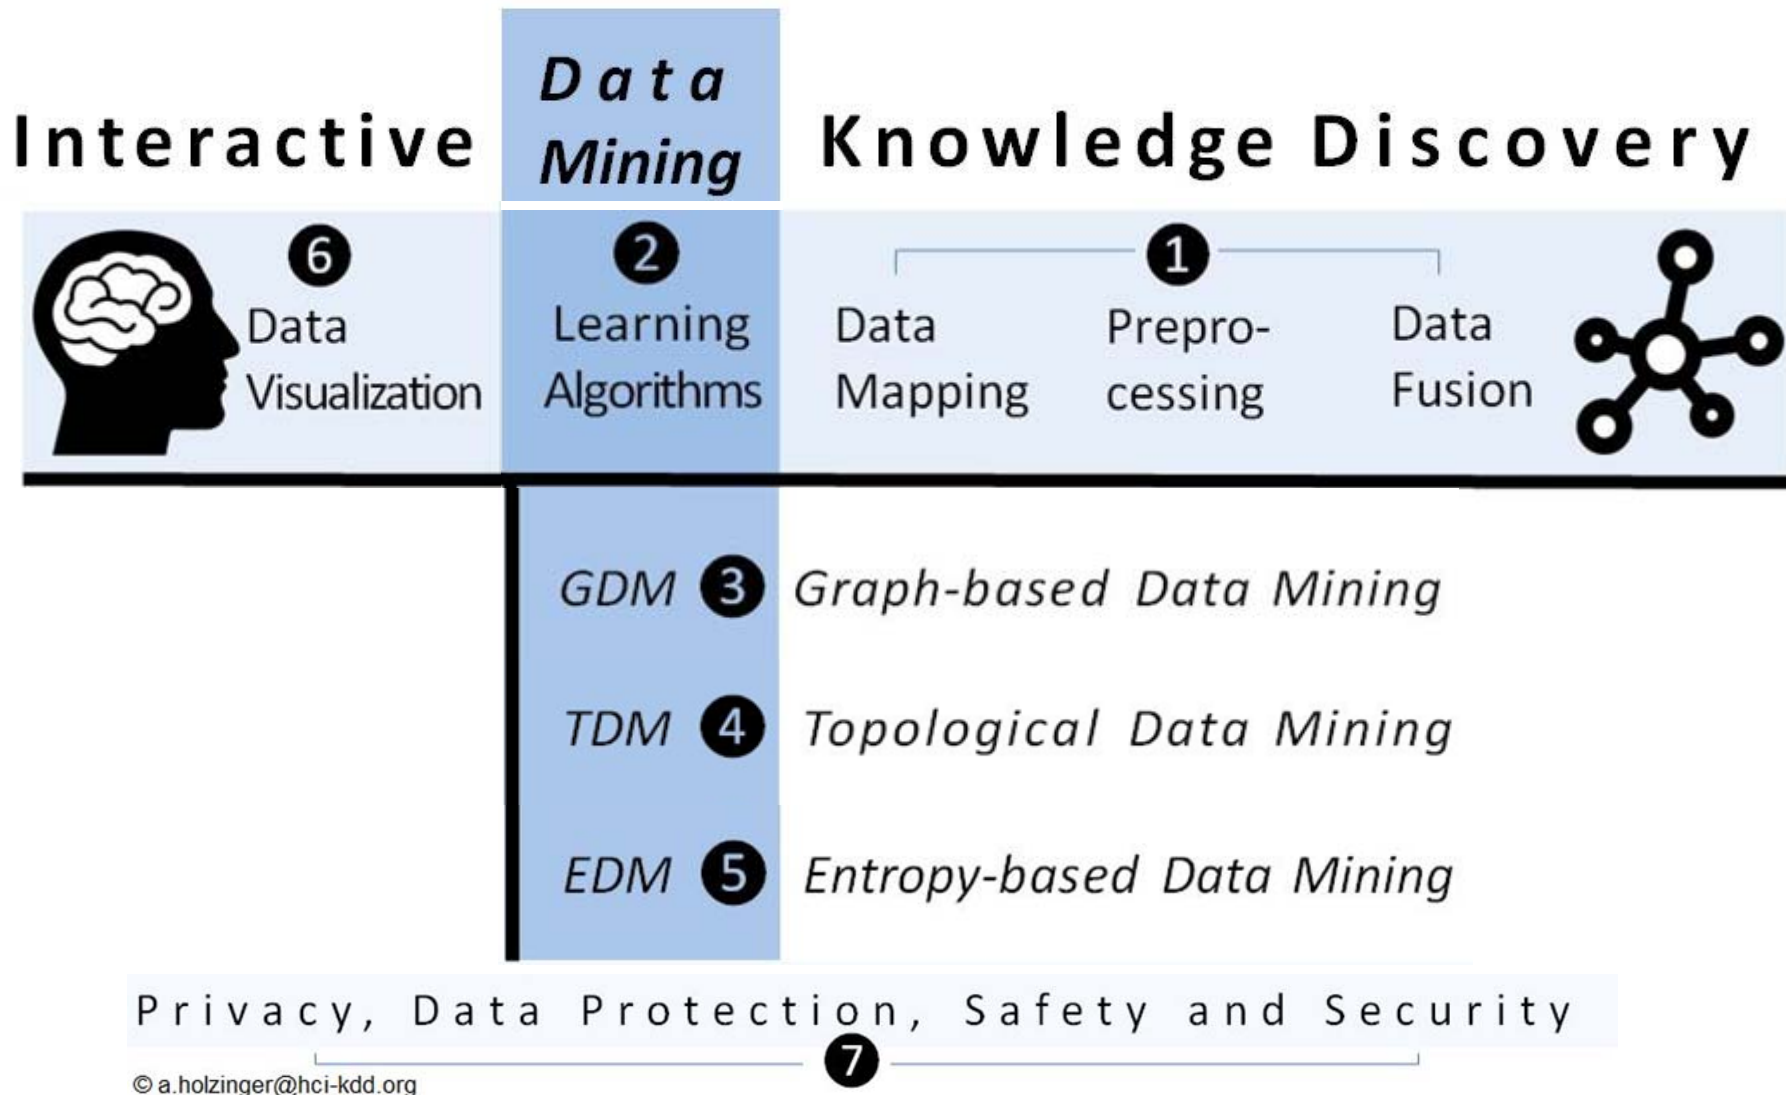 Data
Interactive Mining Knowledge Discovery
6 2 1
Data Learning Data Prepro- Data
Visualization Algorithms Mapping cessing Fusion
GDM 3 Graph-based Data Mining
TDM 4 Topological Data Mining
EDM 5 Entropy-based Data Mining
Privacy, Data Protection, Safety and Security
7
© a.holzinger@hci-kdd.org